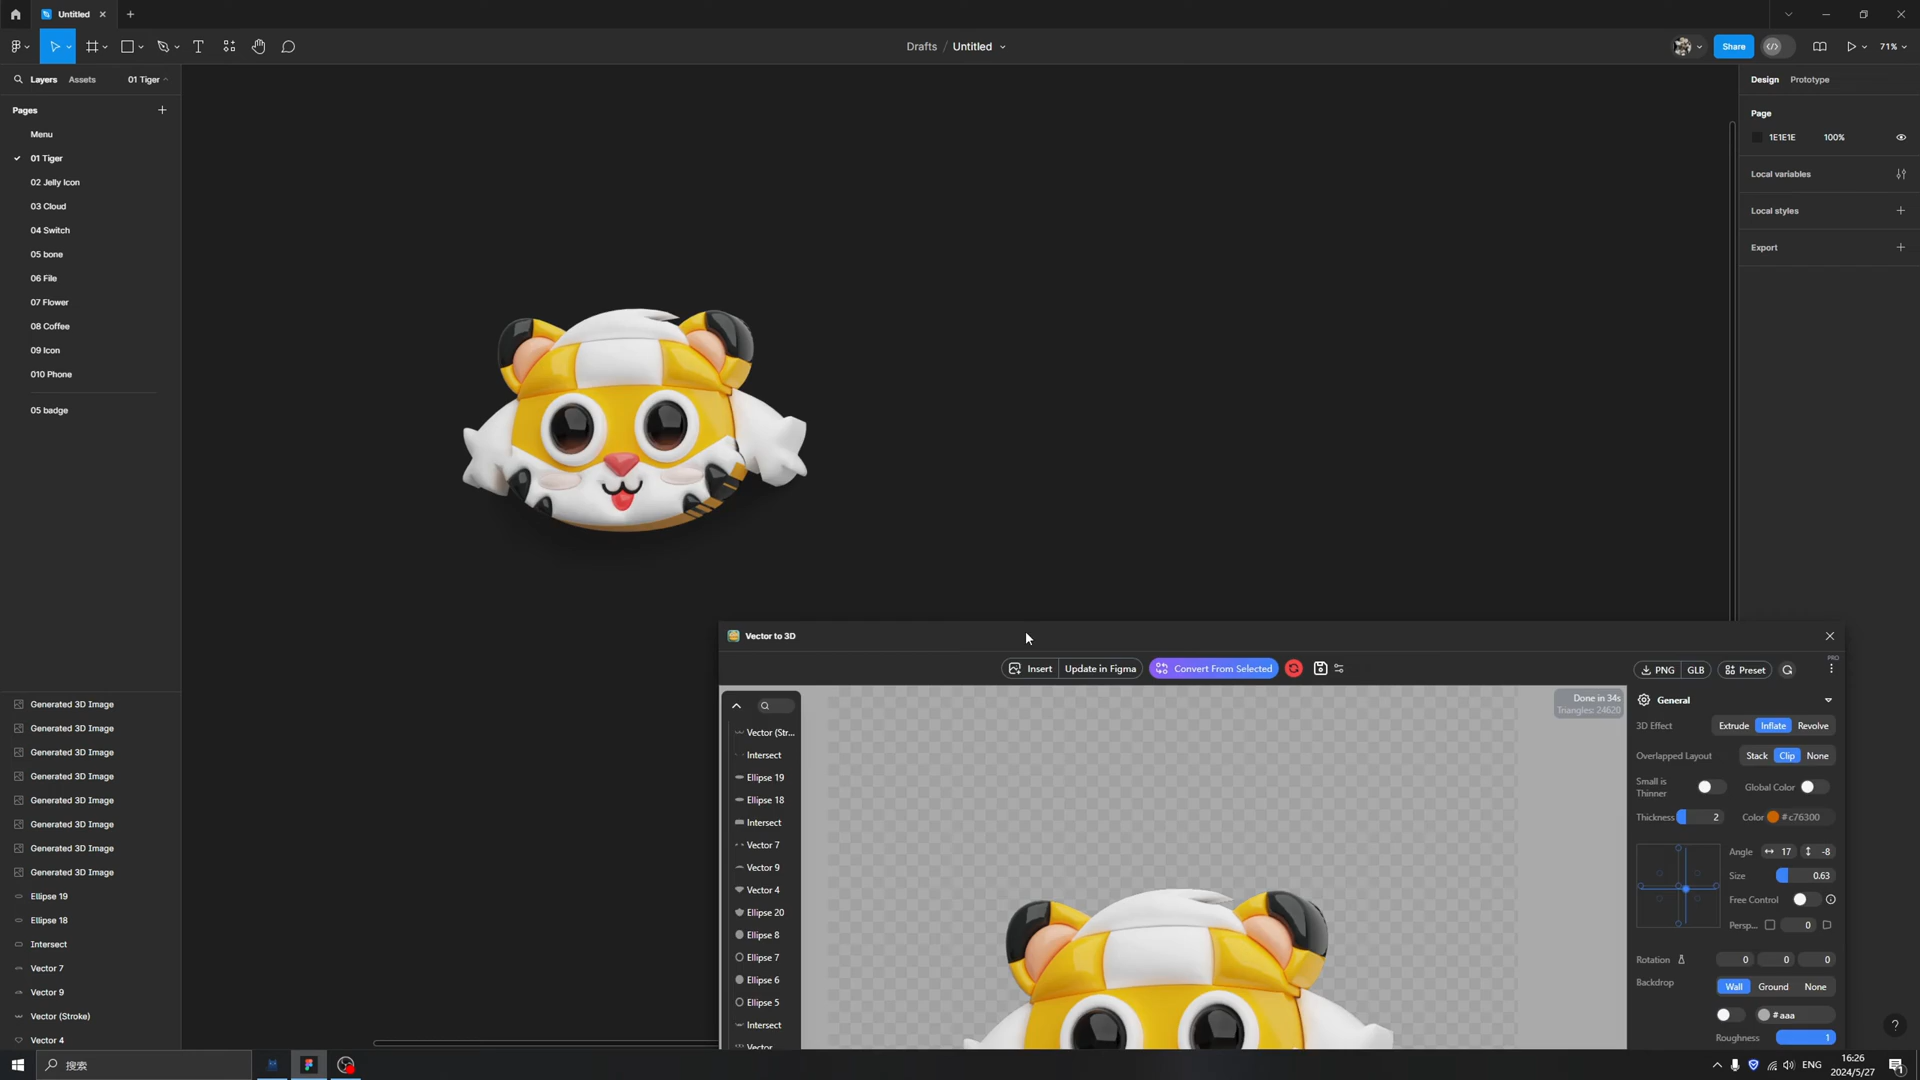 Untitled
Drafts / Untitled
Share
71%
Layers
Assets
01 Tiger
Pages
Menu
01 Tiger
02 Jelly Icon
03 Cloud
04 Switch
05 bone
06 File
07 Flower
08 Coffee
09 Icon
010 Phone
05 badge
Generated 3D Image
Generated 3D Image
Generated 3D Image
Generated 3D Image
Generated 3D Image
Generated 3D Image
Generated 3D Image
Generated 3D Image
Ellipse 19
Ellipse 18
Intersect
Vector 7
Vector 9
Vector (Stroke)
Vector 4
Design
Prototype
Page
1E1E1E
100%
Local variables
Local styles
Export
Vector to 3D
Insert
Update in Figma
Convert From Selected
PRO
PNG
GLB
Preset
Done in 34s
Triangles: 24620
Vector (Str...
Intersect
Ellipse 19
Ellipse 18
Intersect
Vector 7
Vector 9
Vector 4
Ellipse 20
Ellipse 8
Ellipse 7
Ellipse 6
Ellipse 5
Intersect
Vector
General
3D Effect
Extrude
Inflate
Revolve
Overlapped Layout
Stack
Clip
None
Small is
Thinner
Global Color
Thickness
2
Color
#c76300
Angle
17
-8
Size
0.63
Free Control
Persp...
0
Rotation
0
0
0
Backdrop
Wall
Ground
None
#aaa
Roughness
1
?
搜索
ENG
16:26
2024/5/27
1